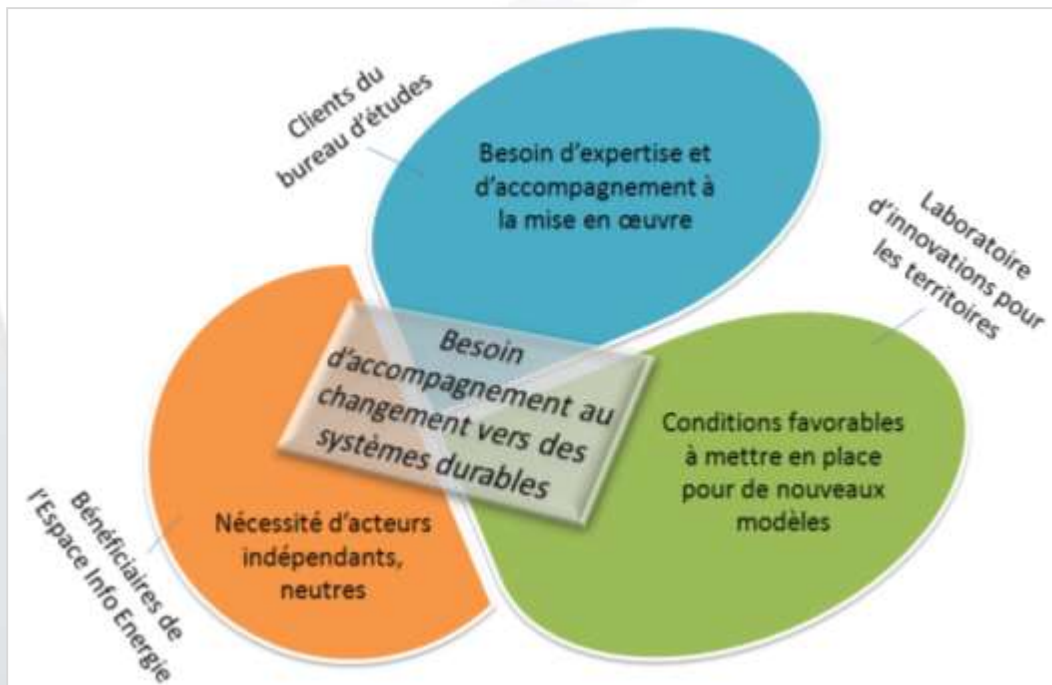 Clients du
bureau d'études
Besoin d'expertise et
d'accompagnement à
la mise en œuvre
Laboratoire
d'innovations pour
les territoires
Besoin
d'accompagnement au
changement vers des
systèmes durables
Conditions favorables
à mettre en place
pour de nouveaux
modèles
Nécessité d'acteurs
indépendants,
neutres
Bénéficiaires de
l'Espace Info Energie